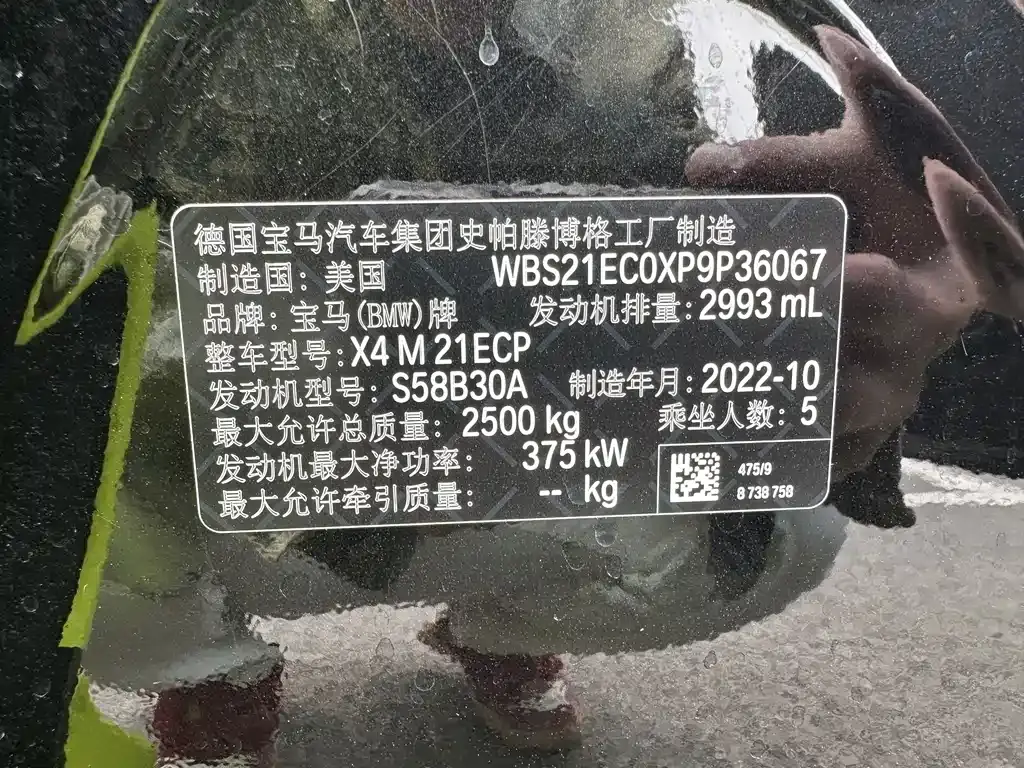 德国宝马汽车集团史帕滕博格工厂制造
制造国: 美国 WBS21EC0XP9P36067
品牌: 宝马(BMW)牌 发动机排量: 2993 mL
整车型号: X4 M 21ECP
发动机型号: S58B30A 制造年月: 2022-10
最大允许总质量: 2500 kg 乘坐人数: 5
发动机最大净功率: 375 kW
最大允许牵引质量: -- kg
475/9
8 738 758